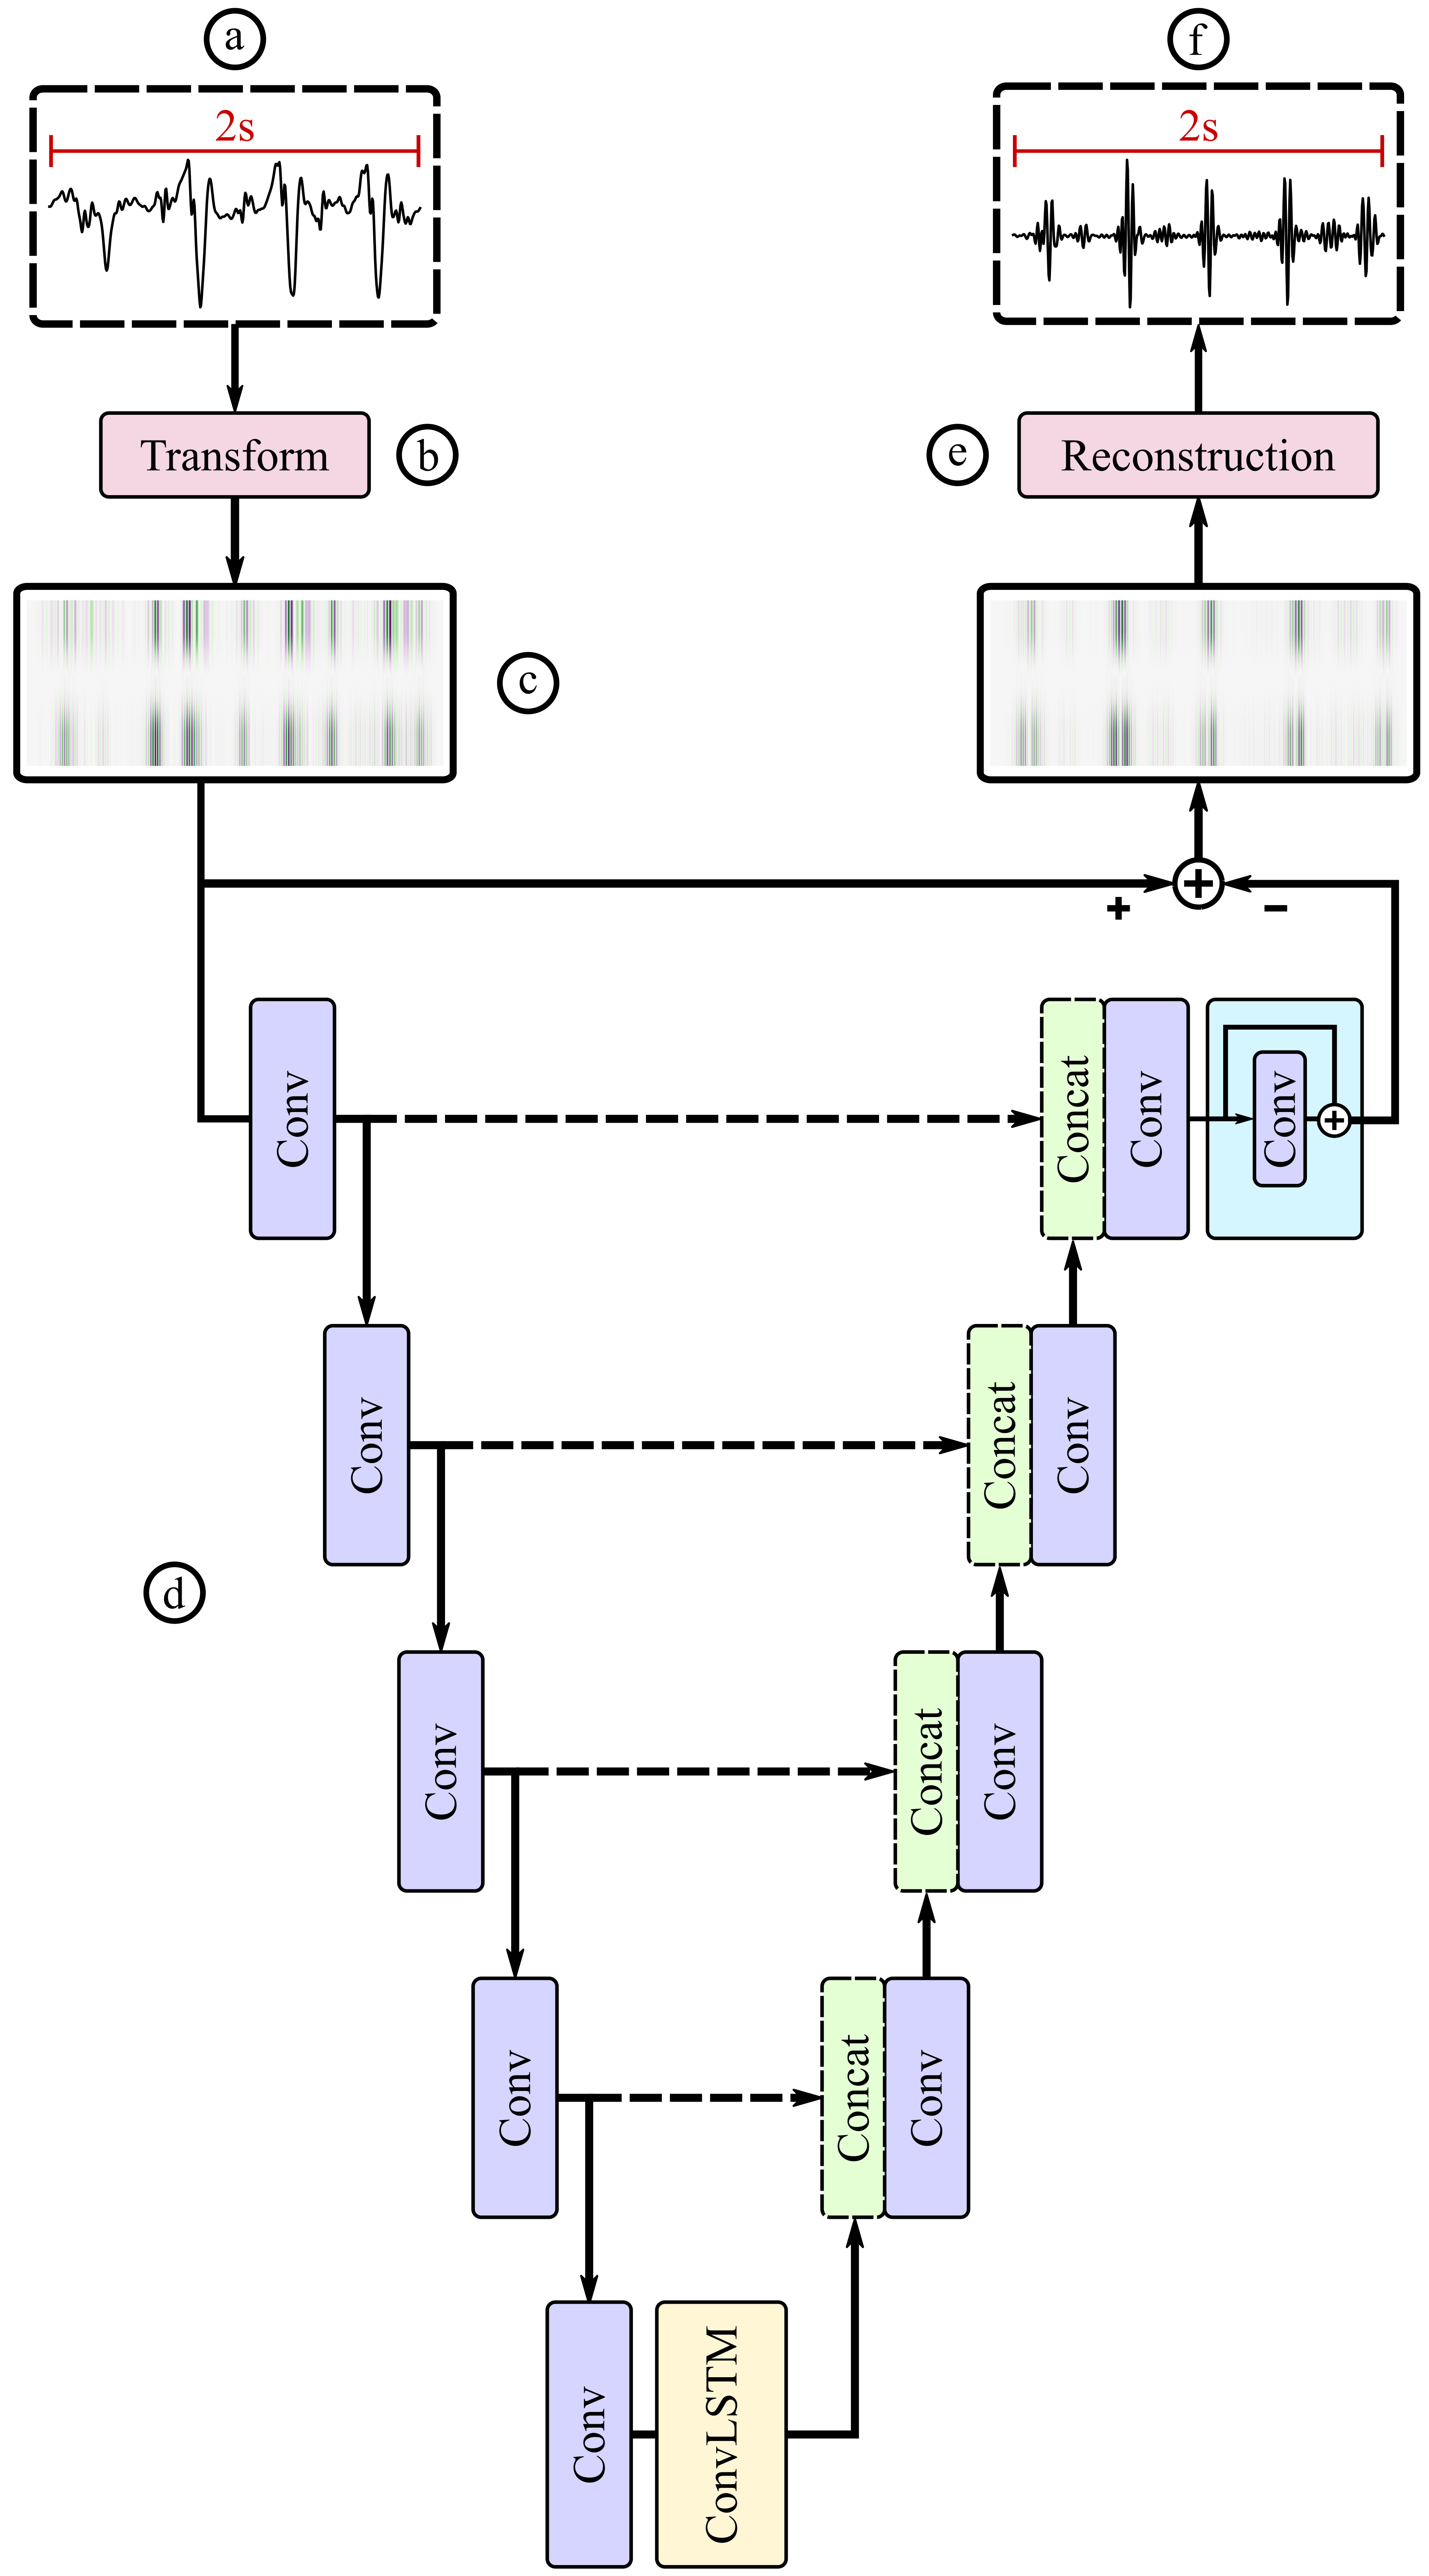 a
f
2s
2s
Transform
b
e
Reconstruction
c
+
+
−
Conv
Concat
Conv
Conv
+
Conv
Concat
Conv
d
Conv
Concat
Conv
Conv
Concat
Conv
Conv
ConvLSTM